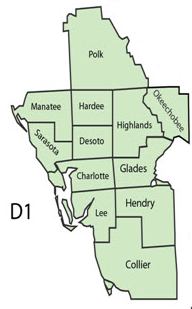 Polk
Manatee
Hardee
Okeechobee
Highlands
Sarasota
Desoto
Charlotte
Glades
D1
Lee
Hendry
Collier